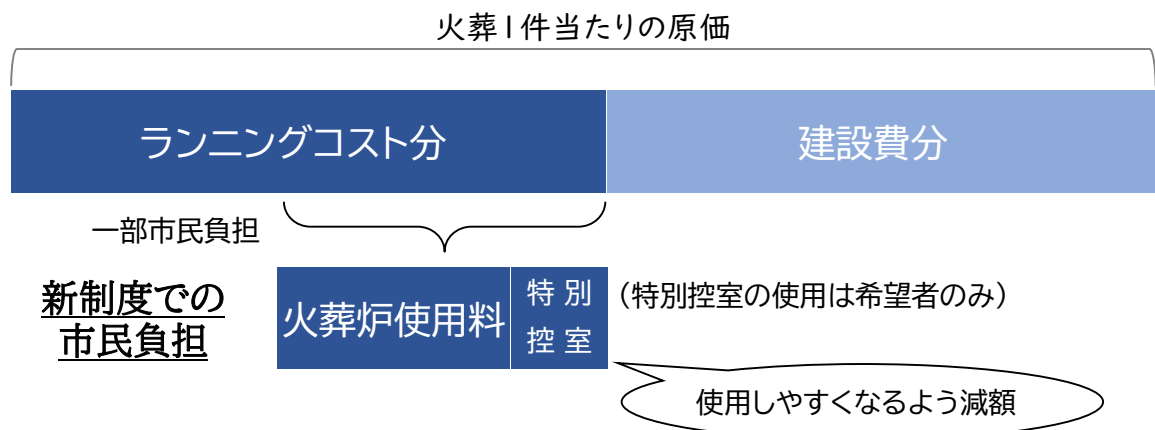 火葬1件当たりの原価
ランニングコスト分
建設費分
一部市民負担
新制度での
市民負担
火葬炉使用料
特別
控室
（特別控室の使用は希望者のみ）
使用しやすくなるよう減額